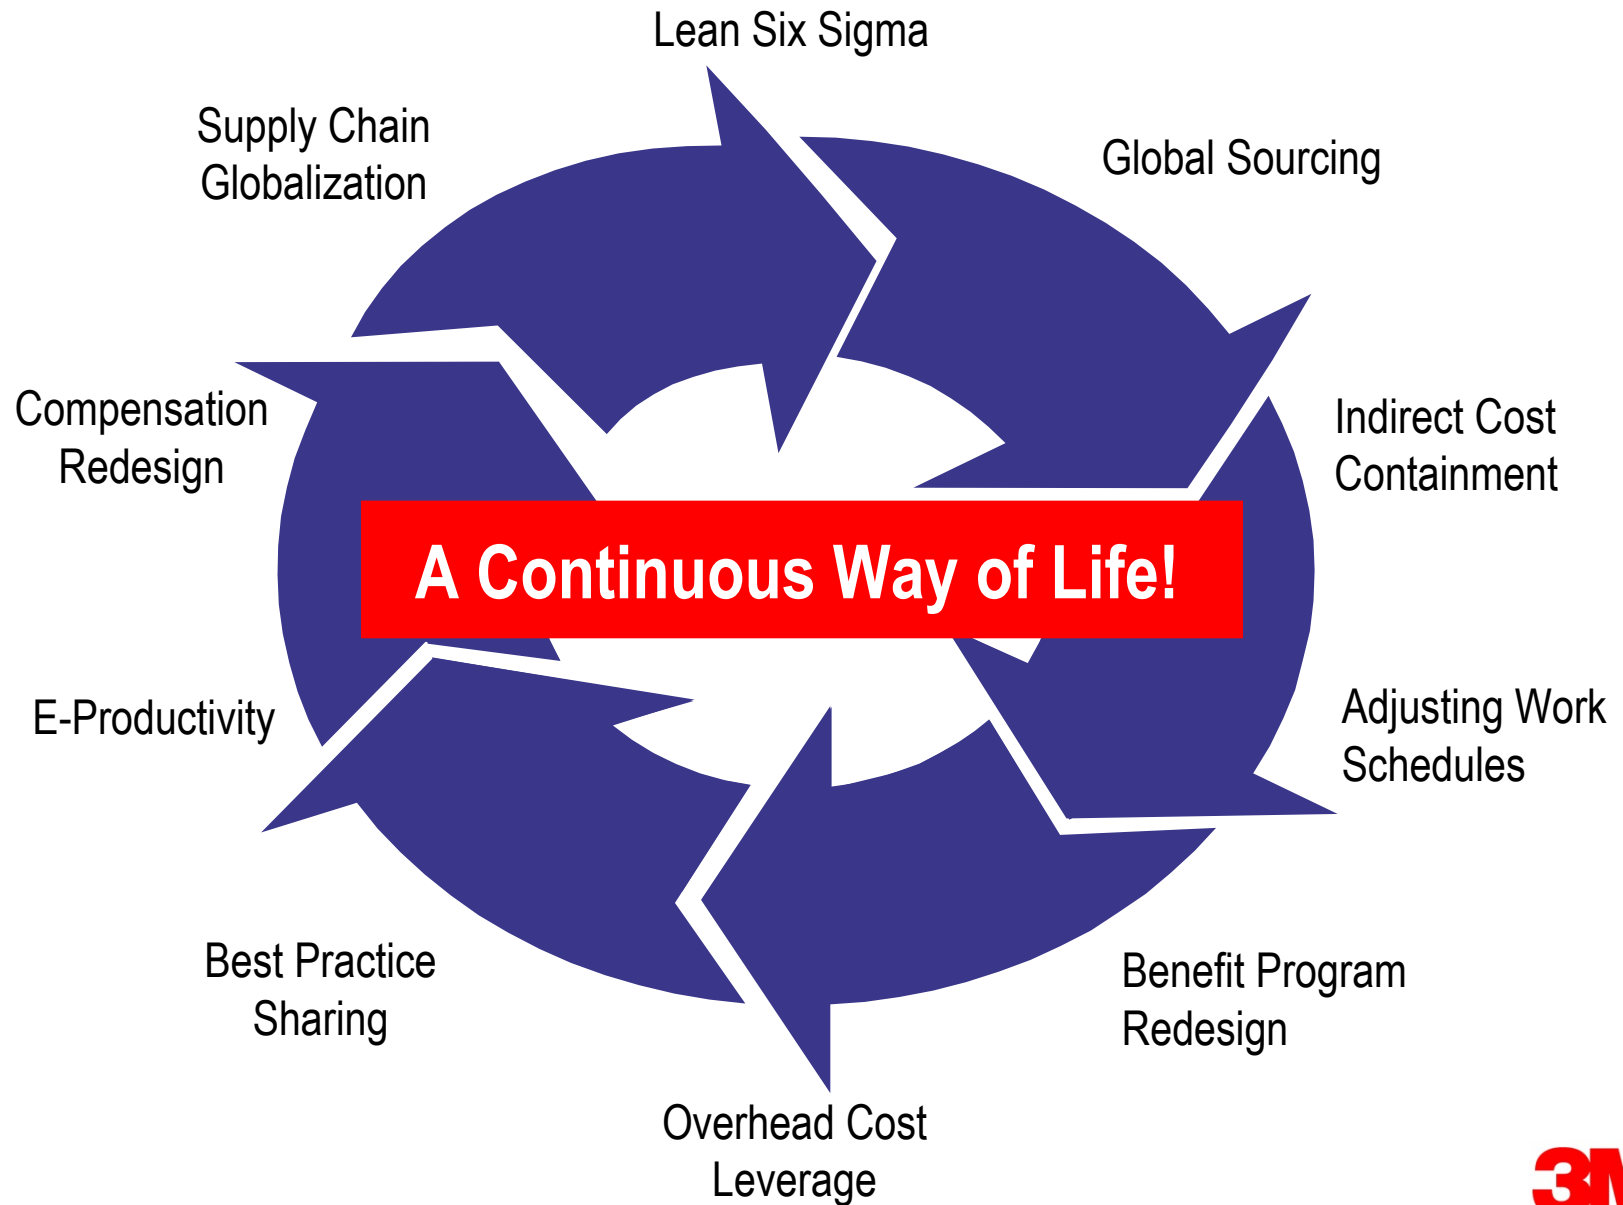 Lean Six Sigma
Supply Chain
Globalization
Global Sourcing
Compensation
Redesign
Indirect Cost
Containment
A Continuous Way of Life!
E-Productivity
Adjusting Work
Schedules
Best Practice
Sharing
Benefit Program
Redesign
Overhead Cost
Leverage
3M